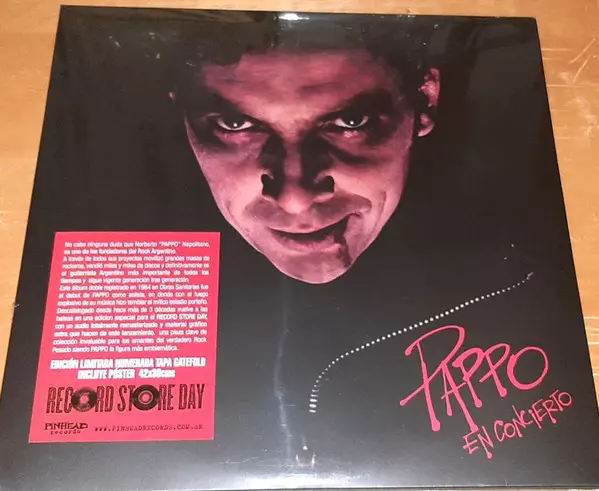 No cabe ninguna duda que Norberto "PAPPO" Napolitano,
es uno de los fundadores del Rock Argentino.
A través de todos sus proyectos movilizó grandes masas de
rockeros, vendió miles y miles de discos y definitivamente es
el guitarrista Argentino más importante de todos los
tiempos y sigue vigente generación tras generación.
Este álbum doble registrado en 1984 en Obras Sanitarias fue
el debut de PAPPO como solista, en donde con el fuego
explosivo de su música hizo temblar al mítico estadio porteño.
Descatalogado desde hace más de 3 décadas vuelve a las
bateas en una edicion especial para el RECORD STORE DAY,
con un audio totalmente remasterizado y material gráfico
extra que hacen de este lanzamiento, una pieza clave de
colección invaluable para los amantes del verdadero Rock
Pesado siendo PAPPO la figura más emblemática.
EDICIÓN LIMITADA NUMERADA TAPA GATEFOLD
INCLUYE PÓSTER 42x30cms
RECORD STORE DAY
PINHEAD
records
WWW.PINHEADRECORDS.COM.AR
PAPPO
EN CONCIERTO